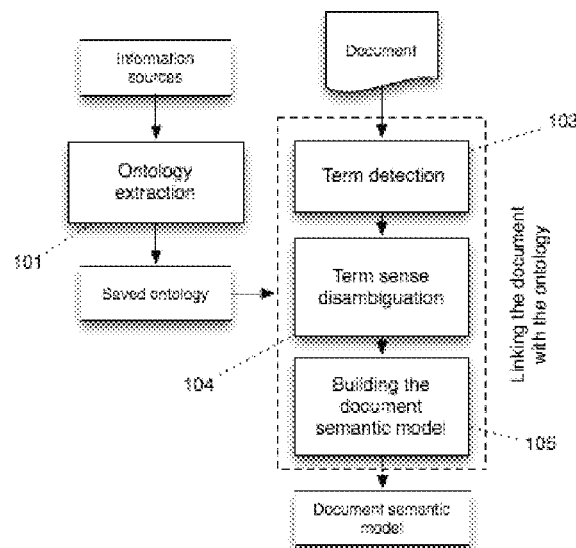 Information
sources
Document
103
Ontology
extraction
Term detection
101
Saved ontology
Term sense
disambiguation
Linking the document
with the ontology
104
Building the
document
semantic model
105
Document semantic
model